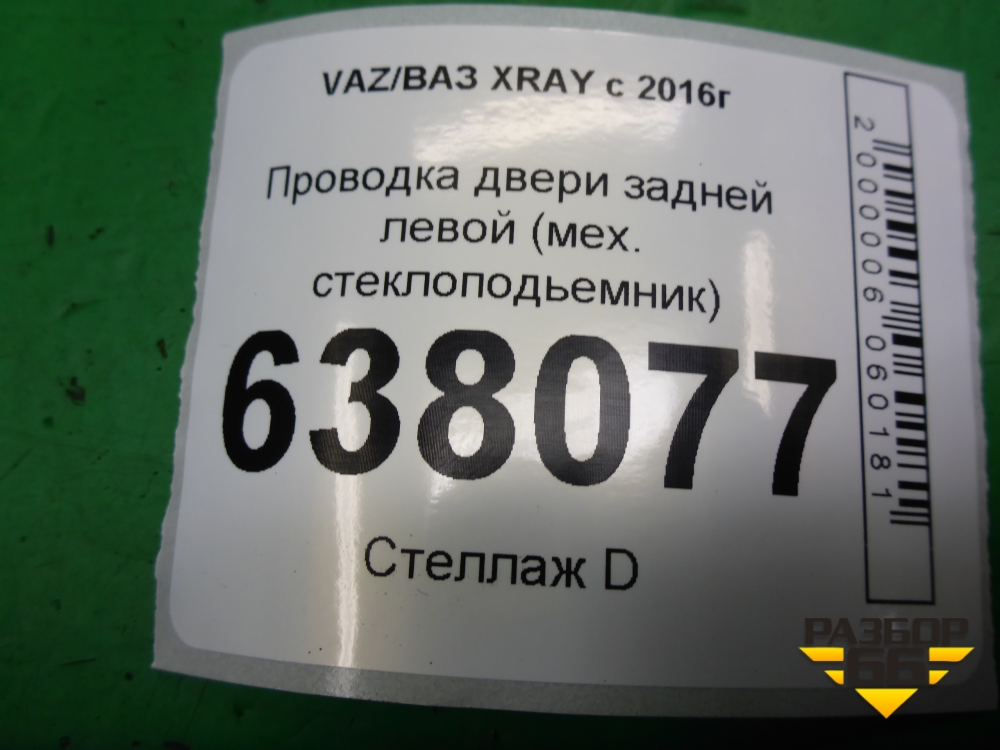 VAZ/ВАЗ XRAY с 2016г
Проводка двери задней
левой (мех.
стеклоподьемник)
638077
Стеллаж D
2000006060181
РАЗБОР
66